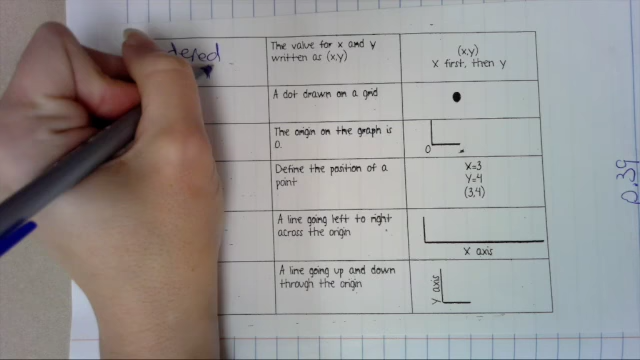 The value for x and y
written as (x,y)
(x,y)
X first, then y
A dot drawn on a grid
The origin on the graph is
0.
0
Define the position of a
point
X=3
Y=4
(3,4)
A line going left to right
across the origin
X axis
A line going up and down
through the origin
Y axis
p.39